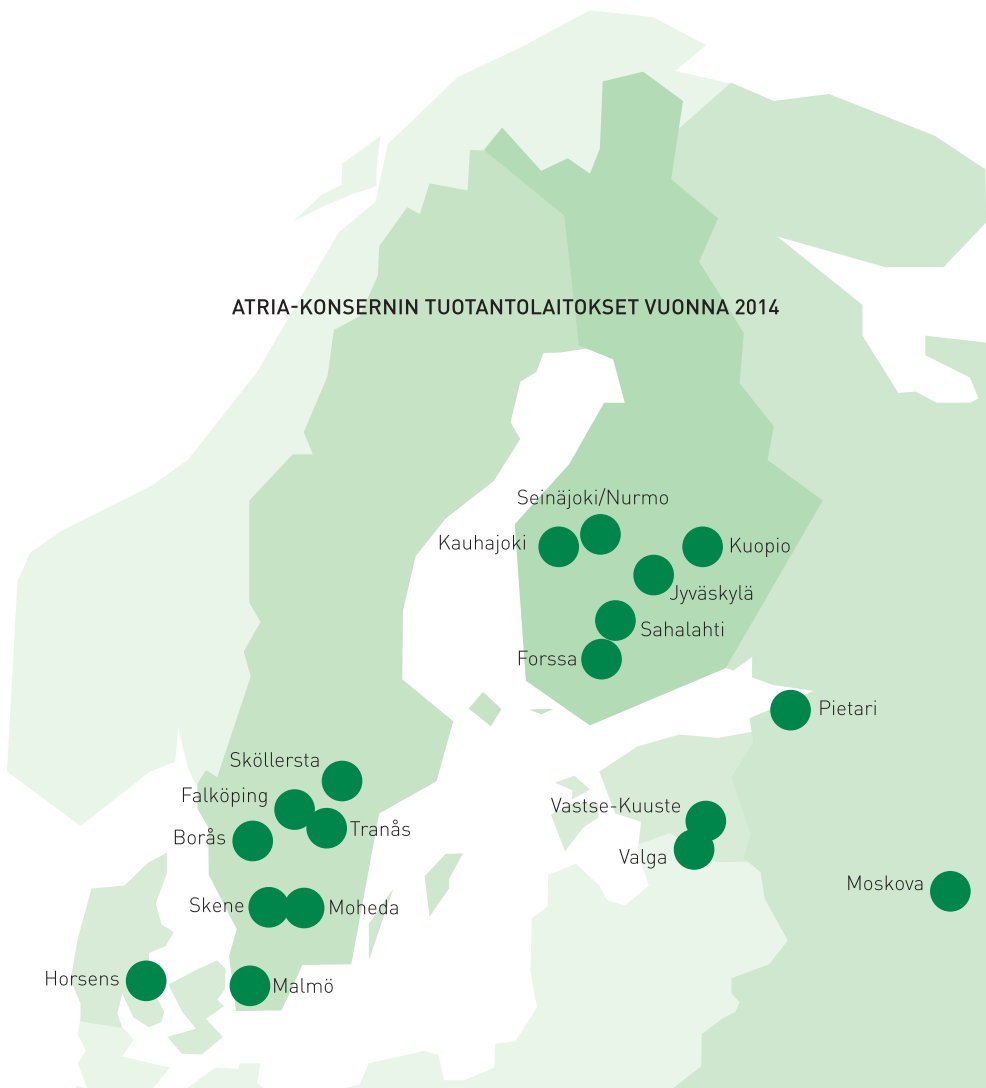 ATRIA-KONSERNIN TUOTANTOLAITOKSET VUONNA 2014
Seinäjoki/Nurmo
Kauhajoki
Kuopio
Jyväskylä
Sahalahti
Forssa
Pietari
Sköllersta
Falköping
Vastse-Kuuste
Tranås
Borås
Valga
Moskova
Skene
Moheda
Horsens
Malmö